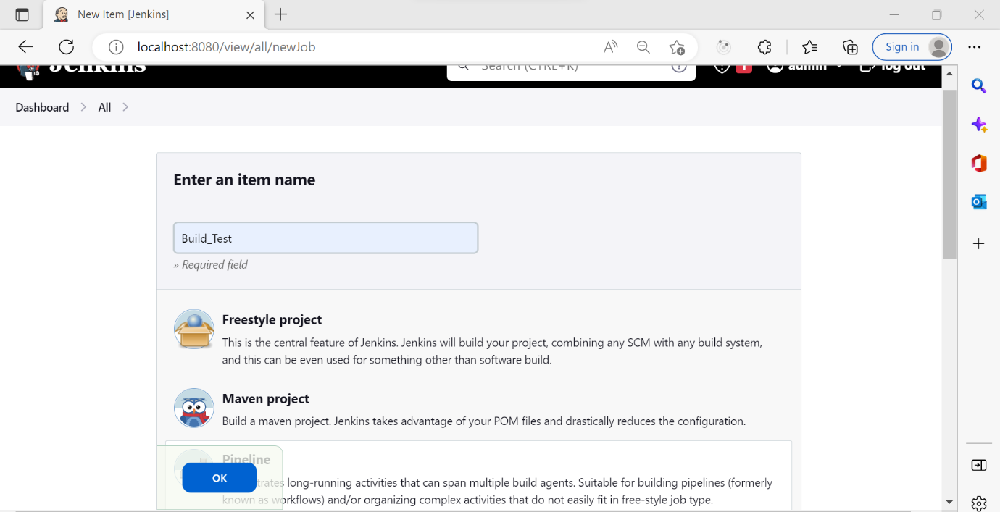 New Item [Jenkins]
localhost:8080/view/all/newJob
Sign in
Jenkins
Search (CTRL+K)
1
admin
log out
Dashboard
All
Enter an item name
Build_Test
» Required field
Freestyle project
This is the central feature of Jenkins. Jenkins will build your project, combining any SCM with any build system,
and this can be even used for something other than software build.
Maven project
Build a maven project. Jenkins takes advantage of your POM files and drastically reduces the configuration.
Pipeline
OK
long-running activities that can span multiple build agents. Suitable for building pipelines (formerly
known as workflows) and/or organizing complex activities that do not easily fit in free-style job type.